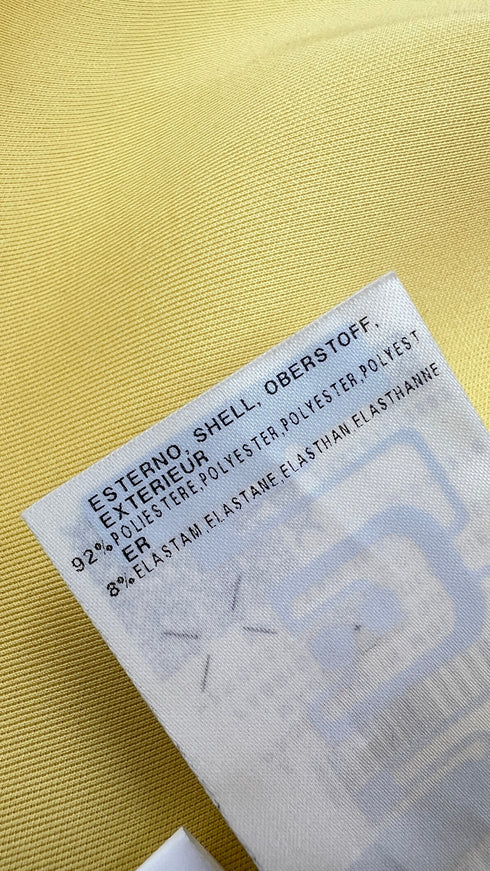 ESTERNO, SHELL, OBERSTOFF,
EXTERIEUR
92%POLIESTERE,POLYESTER,POLYESTER,POLYEST
ER
8%ELASTAM,ELASTANE,ELASTHAN,ELASTHANNE